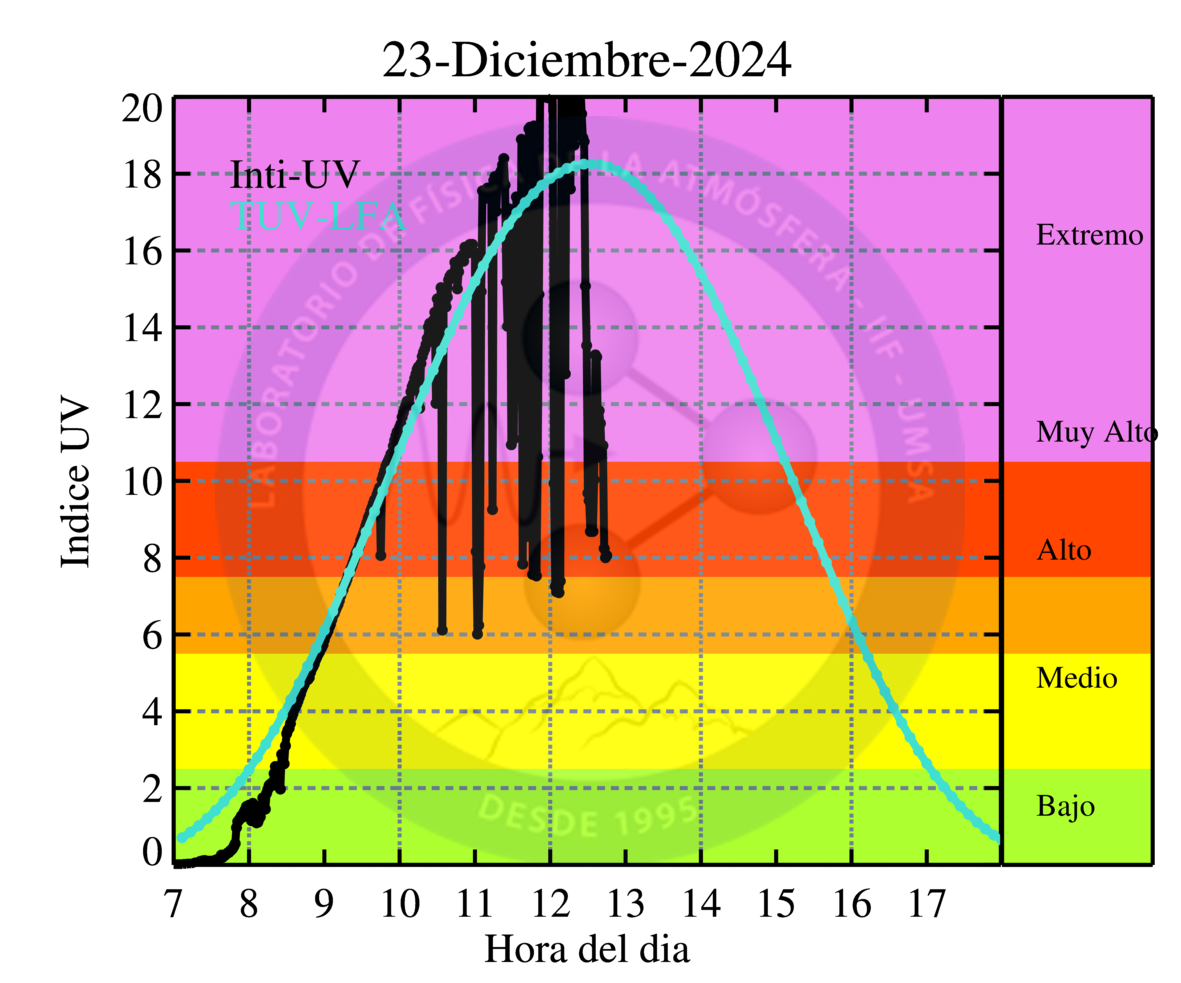 23-Diciembre-2024
20
18
16
14
12
10
8
6
4
2
0
Indice UV
Inti-UV
TUV-LFA
LABORATORIO DE FÍSICA DE LA ATMÓSFERA - IIF - UMSA
DESDE 1995
Extremo
Muy Alto
Alto
Medio
Bajo
7 8 9 10 11 12 13 14 15 16 17
Hora del dia